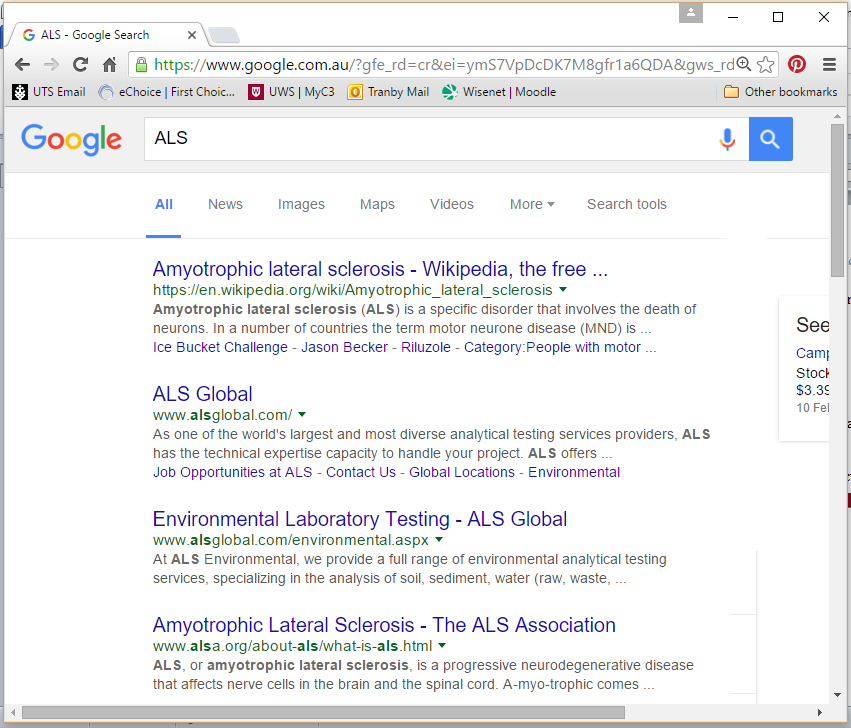 ALS - Google Search
https://www.google.com.au/?gfe_rd=cr&ei=ymS7VpDcDK7M8gfr1a6QDA&gws_rd
UTS Email eChoice | First Choic... UWS | MyC3 Tranby Mail Wisenet | Moodle Other bookmarks
Google ALS
All News Images Maps Videos More Search tools
Amyotrophic lateral sclerosis - Wikipedia, the free ...
https://en.wikipedia.org/wiki/Amyotrophic_lateral_sclerosis
Amyotrophic lateral sclerosis (ALS) is a specific disorder that involves the death of
neurons. In a number of countries the term motor neurone disease (MND) is ...
Ice Bucket Challenge - Jason Becker - Riluzole - Category:People with motor ...
ALS Global
www.alsglobal.com/
As one of the world's largest and most diverse analytical testing services providers, ALS
has the technical expertise capacity to handle your project. ALS offers ...
Job Opportunities at ALS - Contact Us - Global Locations - Environmental
Environmental Laboratory Testing - ALS Global
www.alsglobal.com/environmental.aspx
At ALS Environmental, we provide a full range of environmental analytical testing
services, specializing in the analysis of soil, sediment, water (raw, waste, ...
Amyotrophic Lateral Sclerosis - The ALS Association
www.alsa.org/about-als/what-is-als.html
ALS, or amyotrophic lateral sclerosis, is a progressive neurodegenerative disease
that affects nerve cells in the brain and the spinal cord. A-myo-trophic comes ...
See
Camp
Stock
$3.39
10 Fel